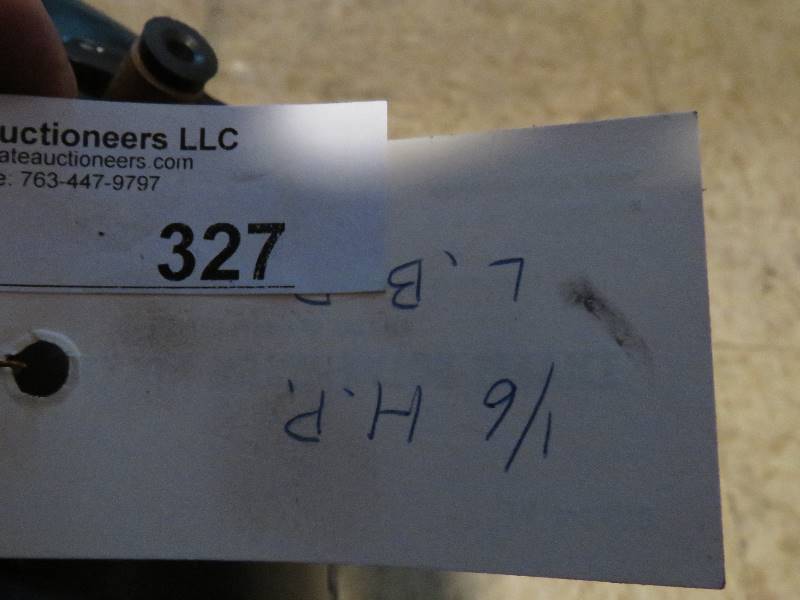 uctioneers LLC
ateauctioneers.com
e: 763-447-9797
327
1/6 H.P.
L.B.